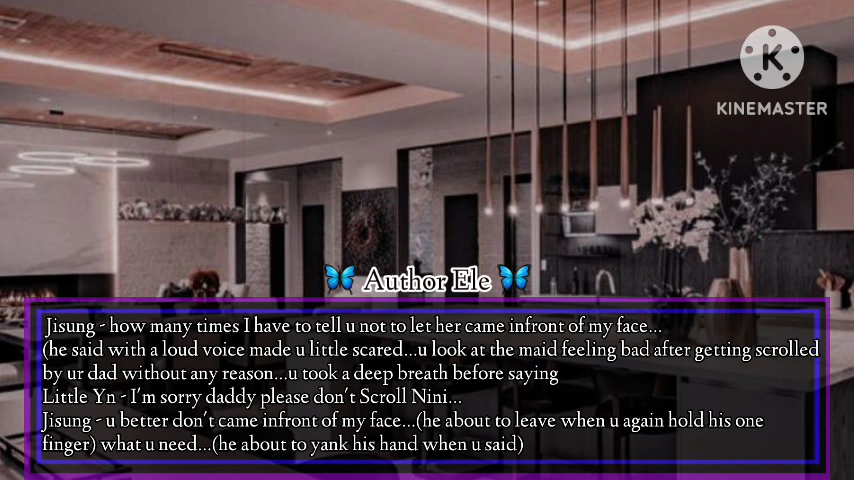 KINEMASTER
🦋 Author Ele 🦋
Jisung - how many times I have to tell u not to let her came infront of my face...
(he said with a loud voice made u little scared...u look at the maid feeling bad after getting scrolled
by ur dad without any reason...u took a deep breath before saying
Little Yn - I'm sorry daddy please don't Scroll Nini...
Jisung - u better don't came infront of my face...(he about to leave when u again hold his one
finger) what u need...(he about to yank his hand when u said)